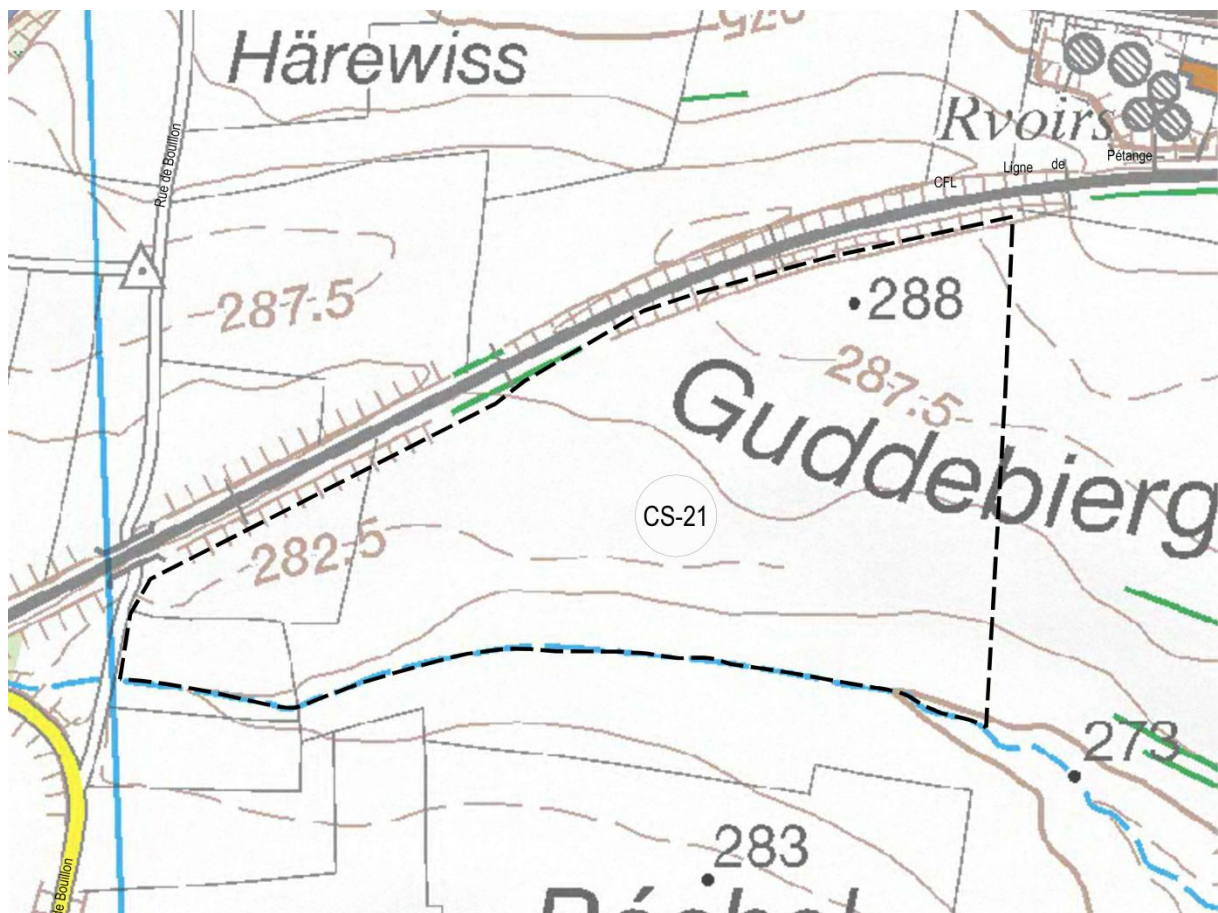 Härewiss
Rvoirs
Rue de Bouillon
CFL Ligne de Pétange
288
287.5
287.5
Guddebierg
CS-21
282.5
273
283
de Bouillon